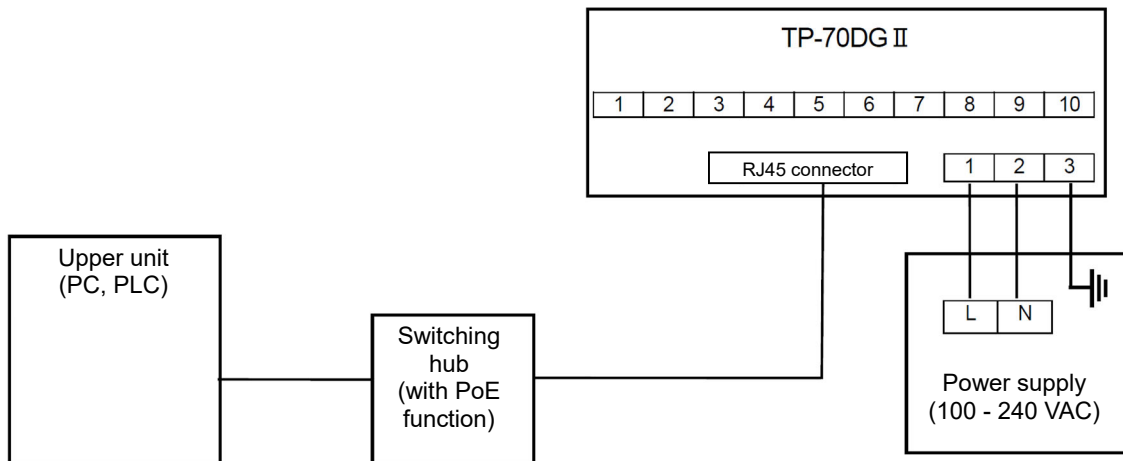 TP-70DG Ⅱ
1 2 3 4 5 6 7 8 9 10
RJ45 connector
1 2 3
Upper unit
(PC, PLC)
Switching
hub
(with PoE
function)
L N
Power supply
(100 - 240 VAC)